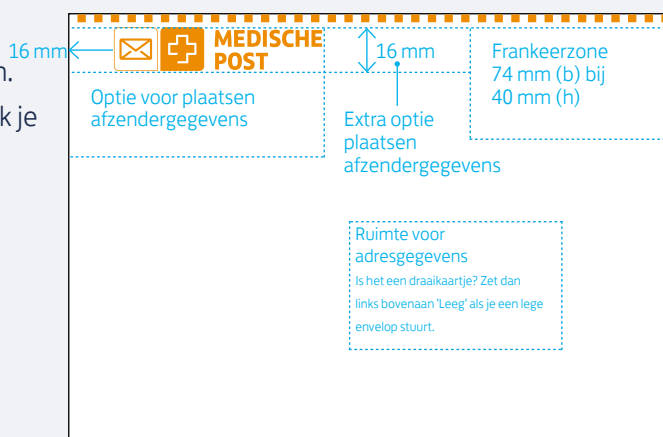 16 mm
n.
k je
MEDISCHE
POST
16 mm
Frankeerzone
74 mm (b) bij
40 mm (h)
Optie voor plaatsen
afzendergegevens
Extra optie
plaatsen
afzendergegevens
Ruimte voor
adresgegevens
Is het een draaikaartje? Zet dan
links bovenaan 'Leeg' als je een lege
envelop stuurt.